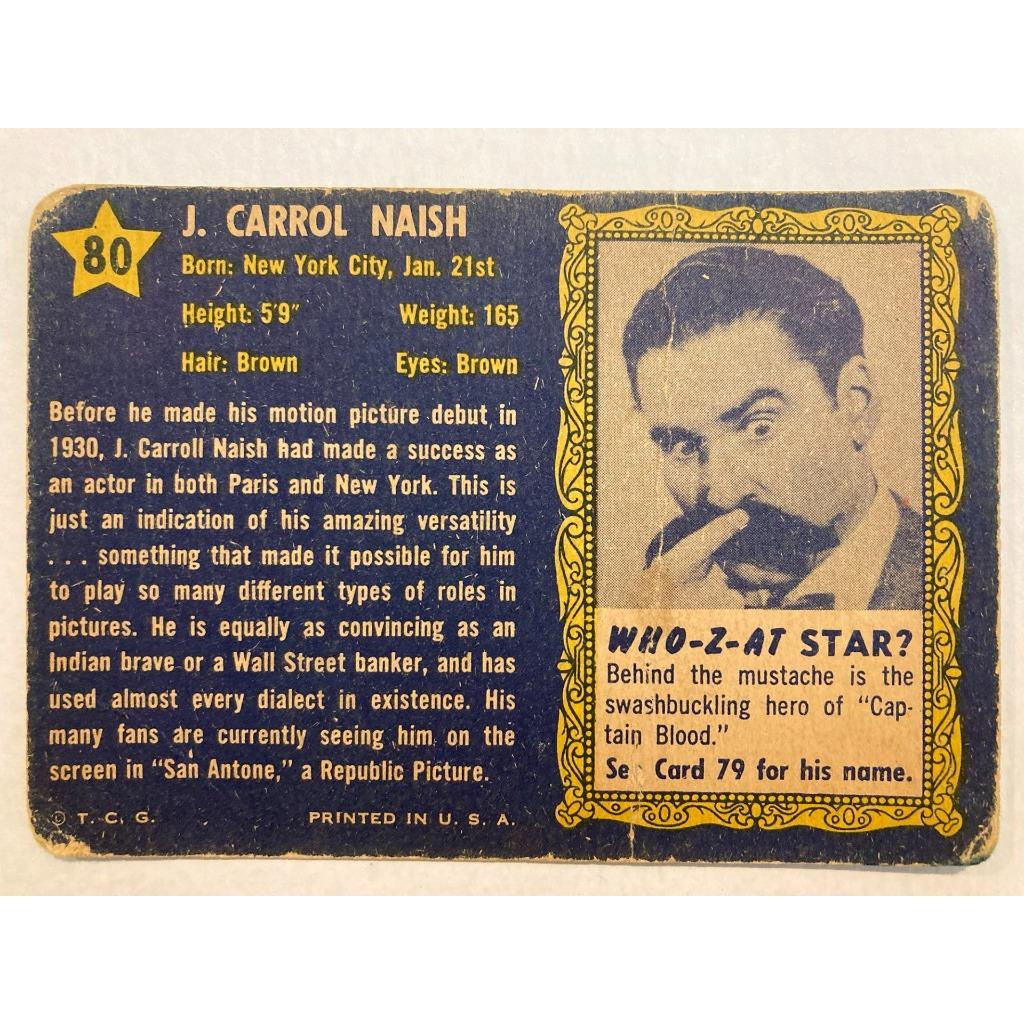 80
J. CARROL NAISH
Born: New York City, Jan. 21st
Height: 5'9" Weight: 165
Hair: Brown Eyes: Brown
Before he made his motion picture debut in
1930, J. Carroll Naish had made a success as
an actor in both Paris and New York. This is
just an indication of his amazing versatility
. . . something that made it possible for him
to play so many different types of roles in
pictures. He is equally as convincing as an
Indian brave or a Wall Street banker, and has
used almost every dialect in existence. His
many fans are currently seeing him on the
screen in "San Antone," a Republic Picture.
© T. C. G. PRINTED IN U. S. A.
WHO-Z-AT STAR?
Behind the mustache is the
swashbuckling hero of "Cap-
tain Blood."
See Card 79 for his name.